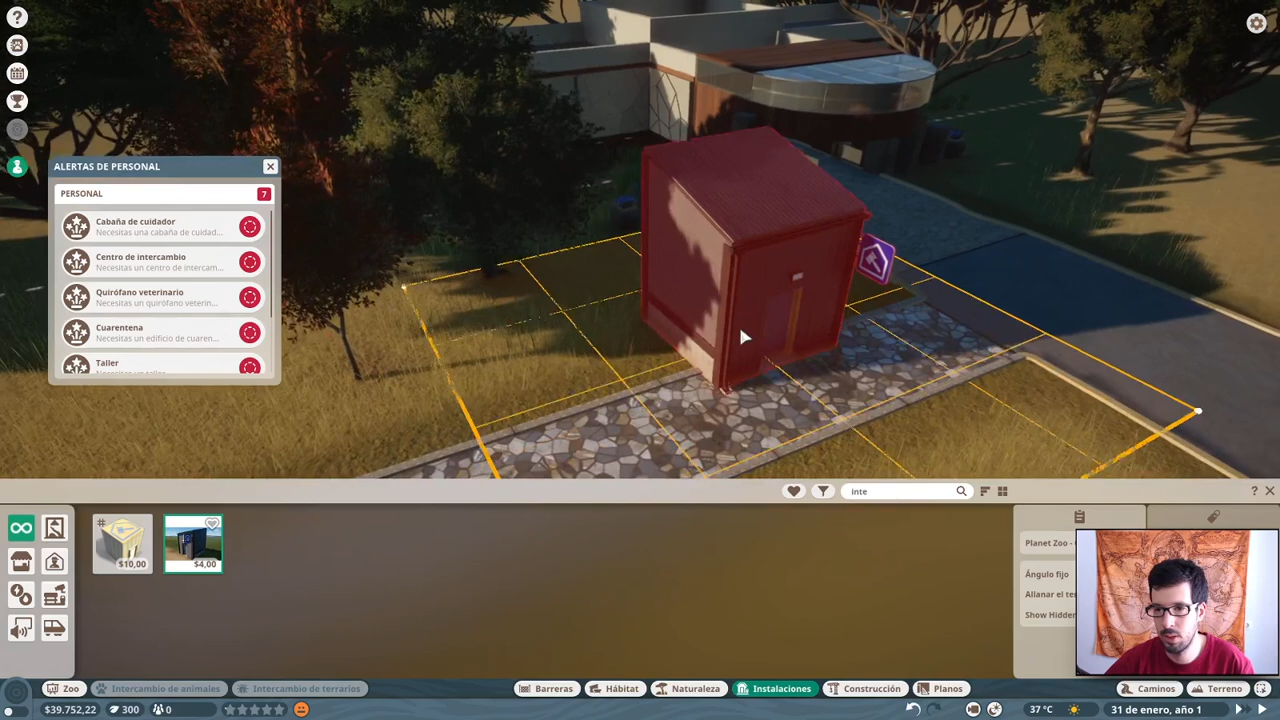 ALERTAS DE PERSONAL
PERSONAL 7
Cabaña de cuidador
Necesitas una cabaña de cuidad...
Centro de intercambio
Necesitas un centro de intercam...
Quirófano veterinario
Necesitas un quirófano veterin...
Cuarentena
Necesitas un edificio de cuaren...
Taller
inte
$10,00
$4,00
Planet Zoo -
Ángulo fijo
Allanar el te
Show Hidden
Zoo
Intercambio de animales
Intercambio de terrarios
Barreras
Hábitat
Naturaleza
Instalaciones
Construcción
Planos
Caminos
Terreno
$39.752,22
300
0
37 °C
31 de enero, año 1